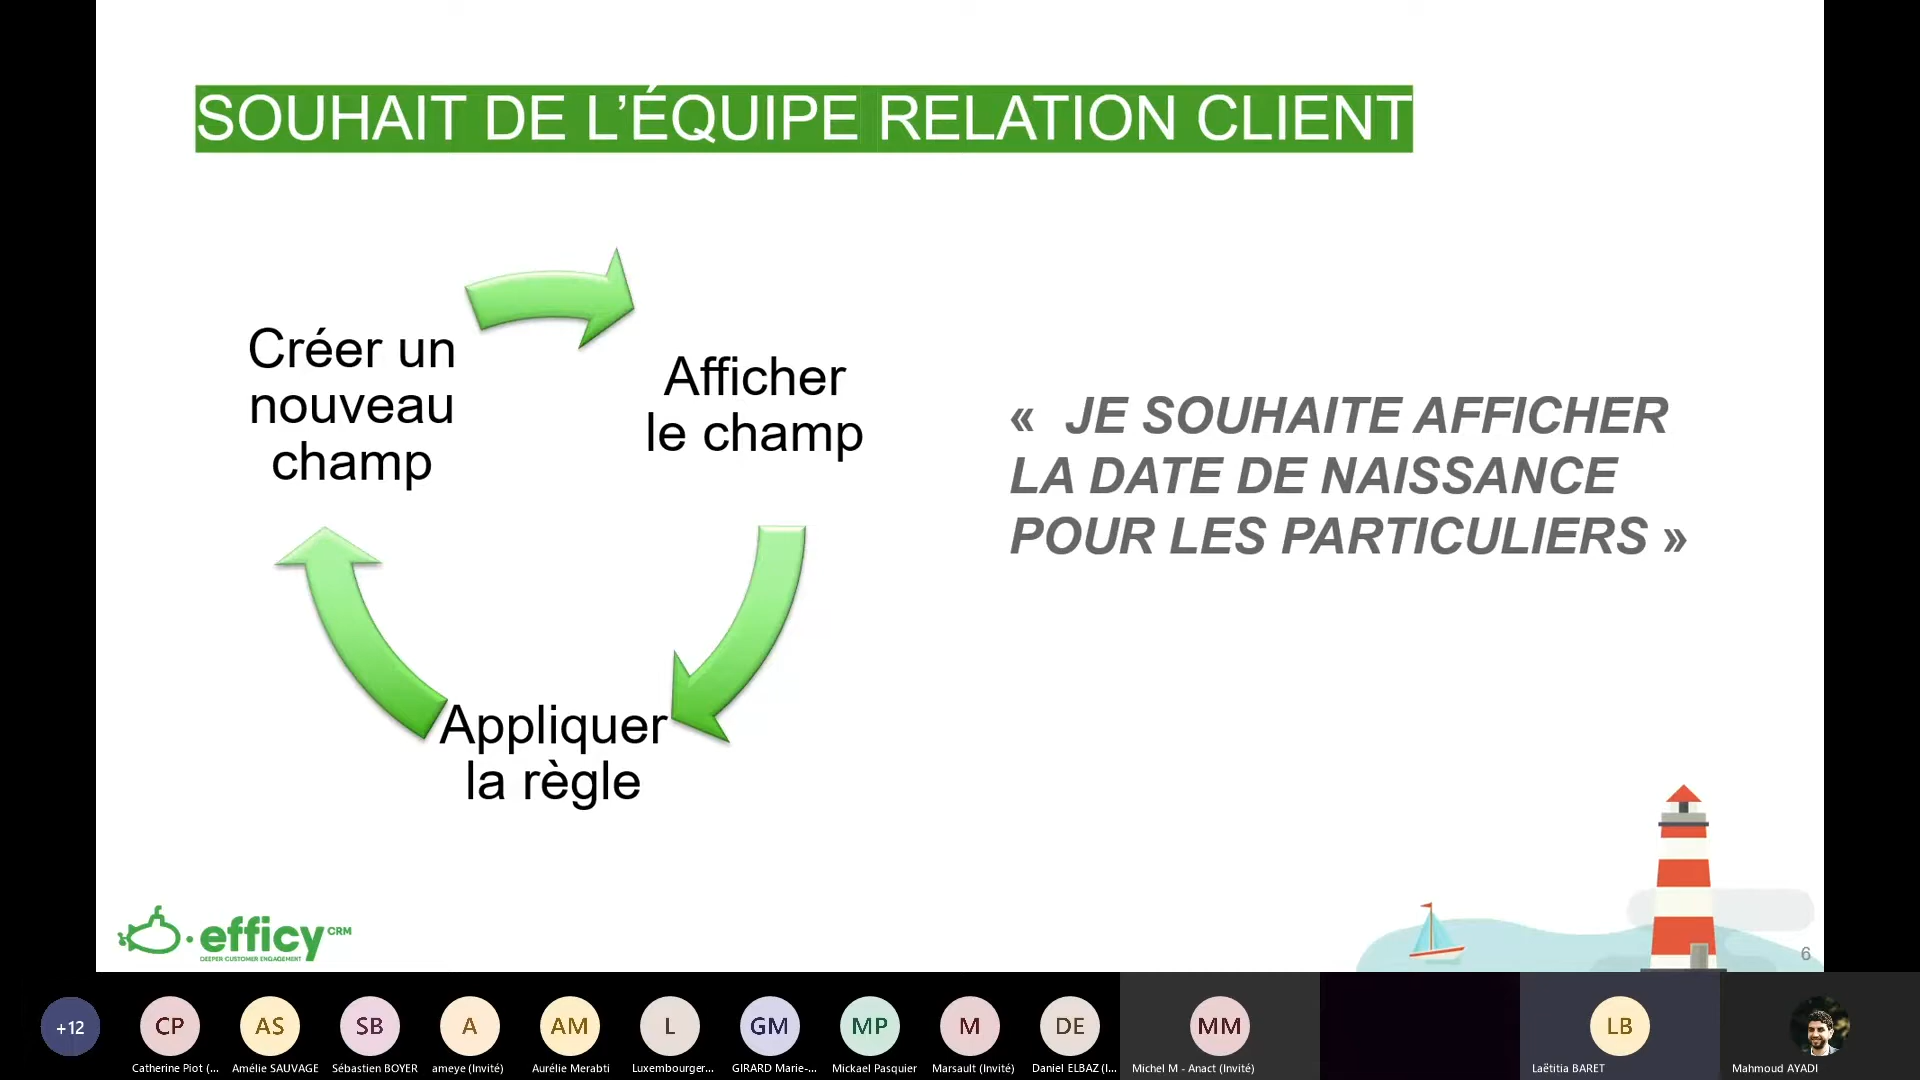 SOUHAIT DE L’ÉQUIPE RELATION CLIENT
Créer un
nouveau
champ
Afficher
le champ
Appliquer
la règle
« JE SOUHAITE AFFICHER
LA DATE DE NAISSANCE
POUR LES PARTICULIERS »
efficy CRM
DEEPER CUSTOMER ENGAGEMENT
6
+12
CP
AS
SB
A
AM
L
GM
MP
M
DE
MM
LB
Catherine Piot (...
Amélie SAUVAGE
Sébastien BOYER
ameye (Invité)
Aurélie Merabti
Luxembourger...
GIRARD Marie-...
Mickael Pasquier
Marsault (Invité)
Daniel ELBAZ (I...
Michel M - Anact (Invité)
Laëtitia BARET
Mahmoud AYADI